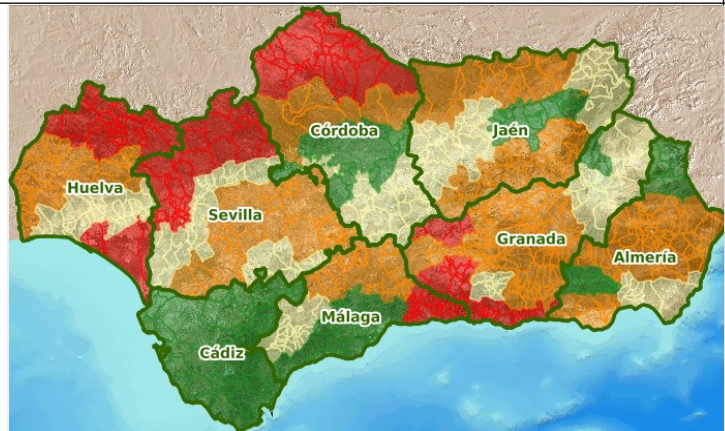 Córdoba
Jaén
Huelva
Sevilla
Granada
Almería
Málaga
Cádiz